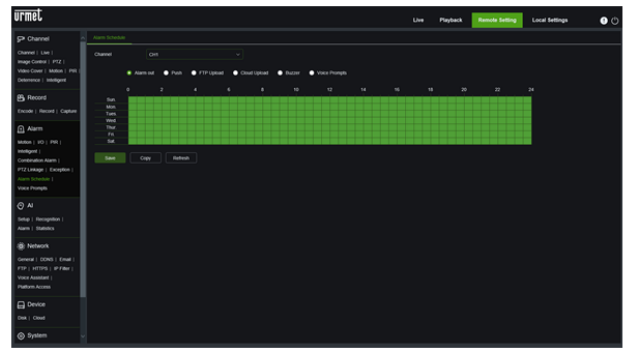 urmet
Live Playback Remote Setting Local Settings
Channel
Channel | Live |
Image Control | PTZ |
Video Cover | Motion | PIR |
Deterrence | Intelligent
Record
Encode | Record | Capture
Alarm
Motion | I/O | PIR |
Intelligent |
Combination Alarm |
PTZ Linkage | Exception |
Alarm Schedule |
Voice Prompts
AI
Setup | Recognition |
Alarm | Statistics
Network
General | DDNS | Email |
FTP | HTTPS | IP Filter |
Voice Assistant |
Platform Access
Device
Disk | Cloud
System
Alarm Schedule
Channel CH1
Alarm out Push FTP Upload Cloud Upload Buzzer Voice Prompts
0 2 4 6 8 10 12 14 16 18 20 22 24
Sun
Mon
Tues
Wed
Thur
Fri
Sat
Save Copy Refresh